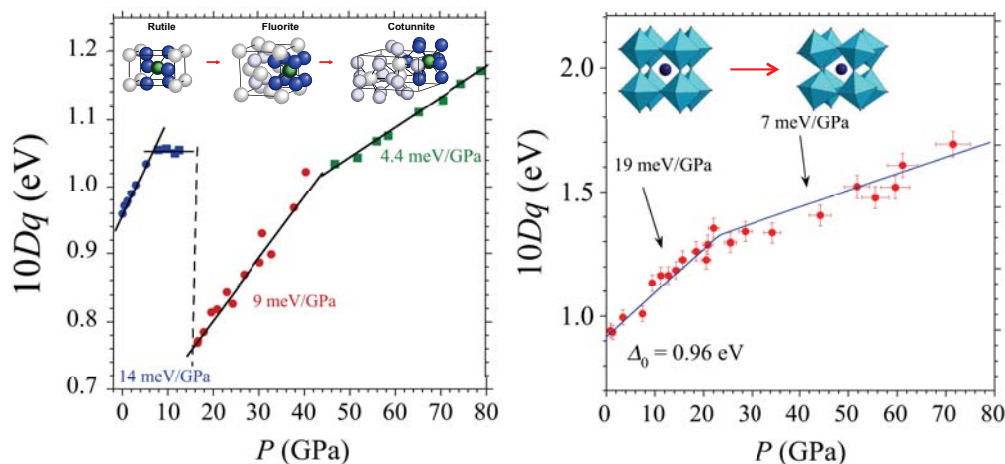 Rutile
Fluorite
Cotunnite
1.2
1.1
1.0
0.9
0.8
0.7
10Dq (eV)
4.4 meV/GPa
9 meV/GPa
14 meV/GPa
0 10 20 30 40 50 60 70 80
P (GPa)
2.0
1.5
1.0
10Dq (eV)
7 meV/GPa
19 meV/GPa
Δ0 = 0.96 eV
0 10 20 30 40 50 60 70 80
P (GPa)